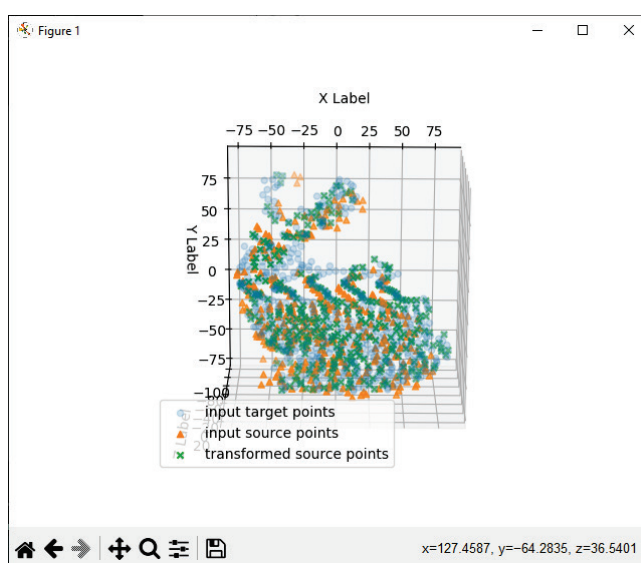 Figure 1
X Label
−75 −50 −25 0 25 50 75
75
50
25
0
−25
−50
−75
−100
Y Label
input target points
input source points
transformed source points
x=127.4587, y=−64.2835, z=36.5401